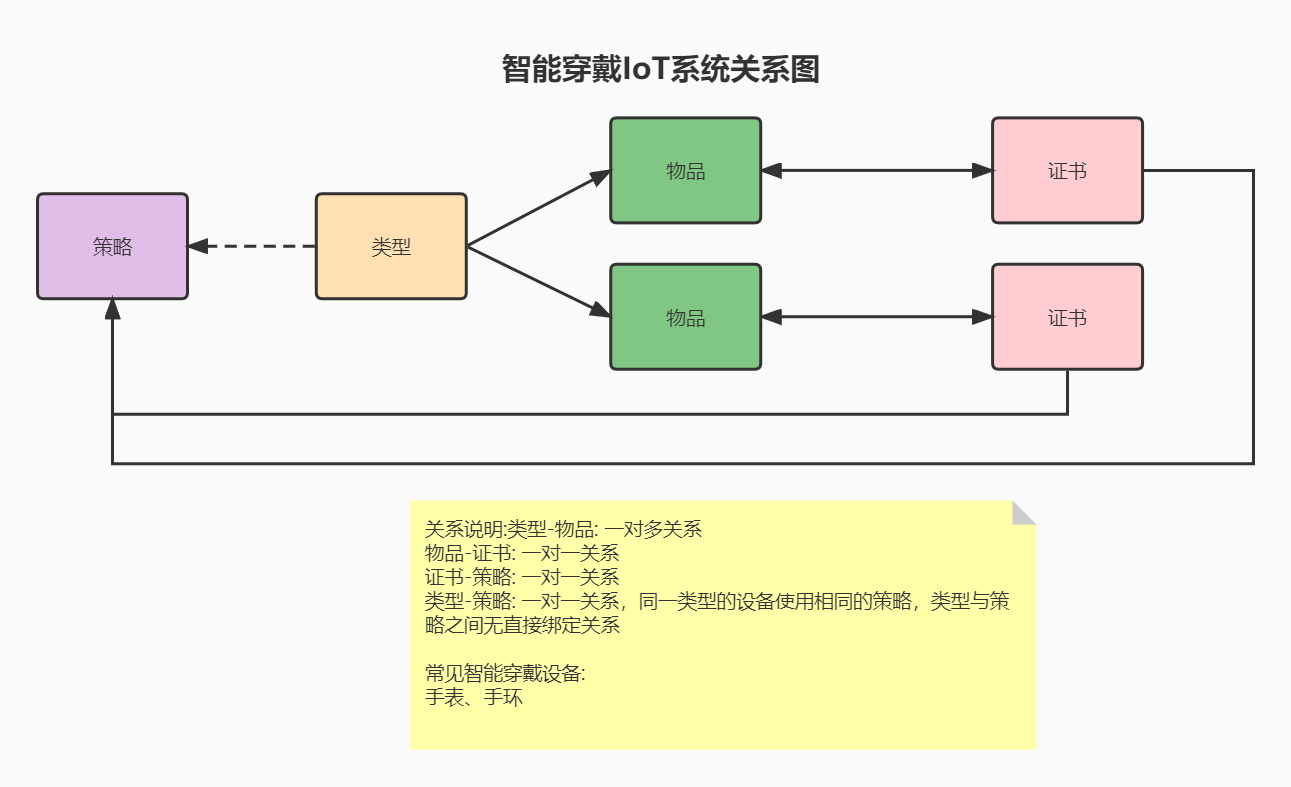 智能穿戴IoT系统关系图
物品
证书
策略
类型
物品
证书
关系说明:类型-物品: 一对多关系
物品-证书: 一对一关系
证书-策略: 一对一关系
类型-策略: 一对一关系，同一类型的设备使用相同的策略，类型与策
略之间无直接绑定关系
常见智能穿戴设备:
手表、手环